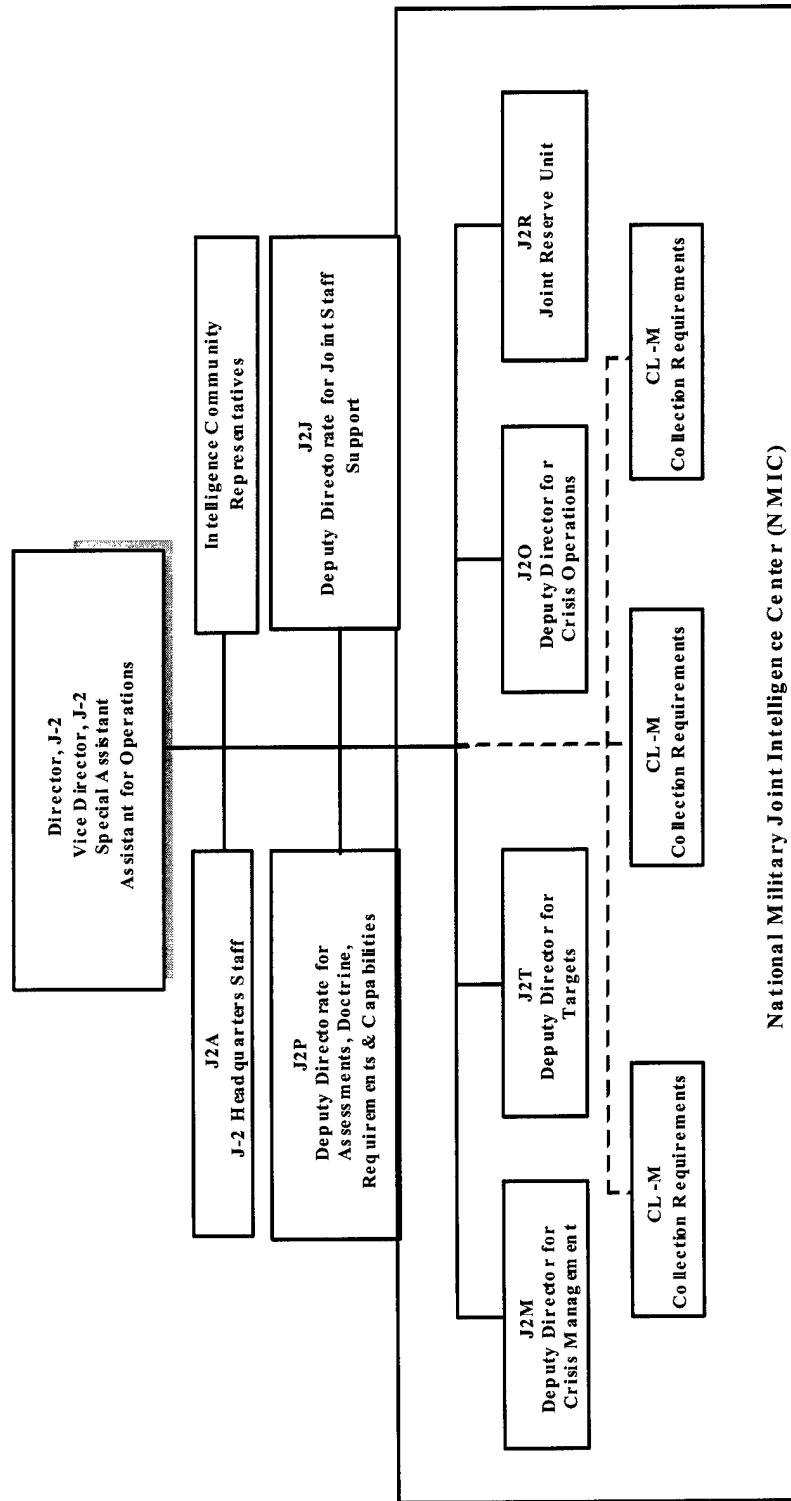 Director, J-2
Vice Director, J-2
Special Assistant
Assistant for Operations
J2A
J-2 Headquarters Staff
Intelligence Community
Representatives
J2P
Deputy Directorate for
Assessments, Doctrine,
Requirements & Capabilities
J2J
Deputy Directorate for Joint Staff
Support
J2M
Deputy Director for
Crisis Management
J2T
Deputy Director for
Targets
J2O
Deputy Director for
Crisis Operations
J2R
Joint Reserve Unit
CL-M
Collection Requirements
CL-M
Collection Requirements
CL-M
Collection Requirements
National Military Joint Intelligence Center (NMIC)